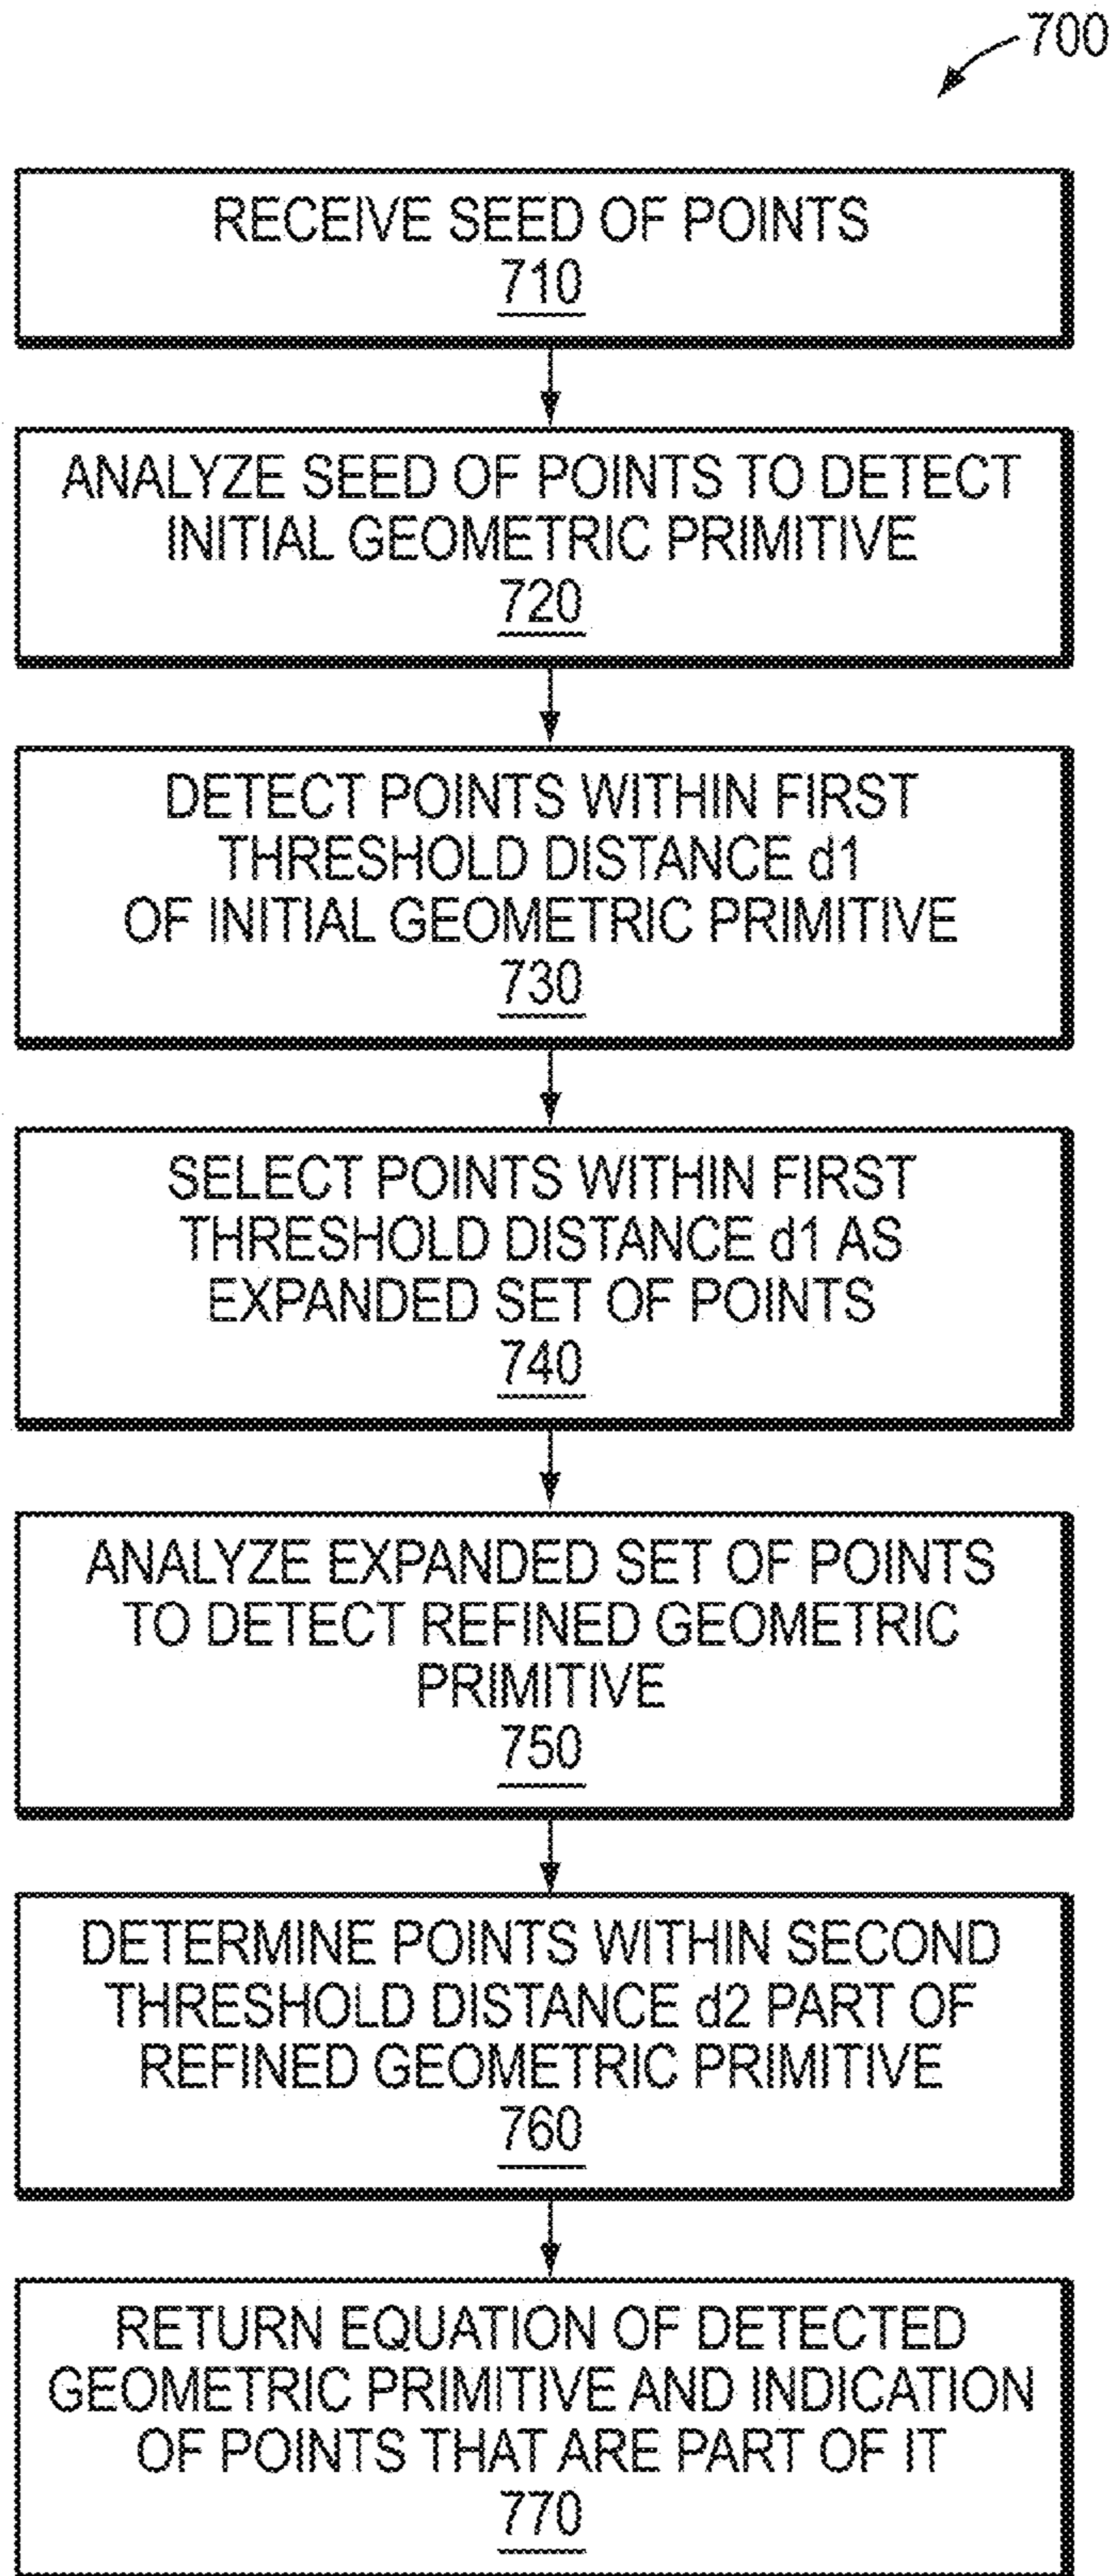 700
RECEIVE SEED OF POINTS
710
ANALYZE SEED OF POINTS TO DETECT
INITIAL GEOMETRIC PRIMITIVE
720
DETECT POINTS WITHIN FIRST
THRESHOLD DISTANCE d1
OF INITIAL GEOMETRIC PRIMITIVE
730
SELECT POINTS WITHIN FIRST
THRESHOLD DISTANCE d1 AS
EXPANDED SET OF POINTS
740
ANALYZE EXPANDED SET OF POINTS
TO DETECT REFINED GEOMETRIC
PRIMITIVE
750
DETERMINE POINTS WITHIN SECOND
THRESHOLD DISTANCE d2 PART OF
REFINED GEOMETRIC PRIMITIVE
760
RETURN EQUATION OF DETECTED
GEOMETRIC PRIMITIVE AND INDICATION
OF POINTS THAT ARE PART OF IT
770